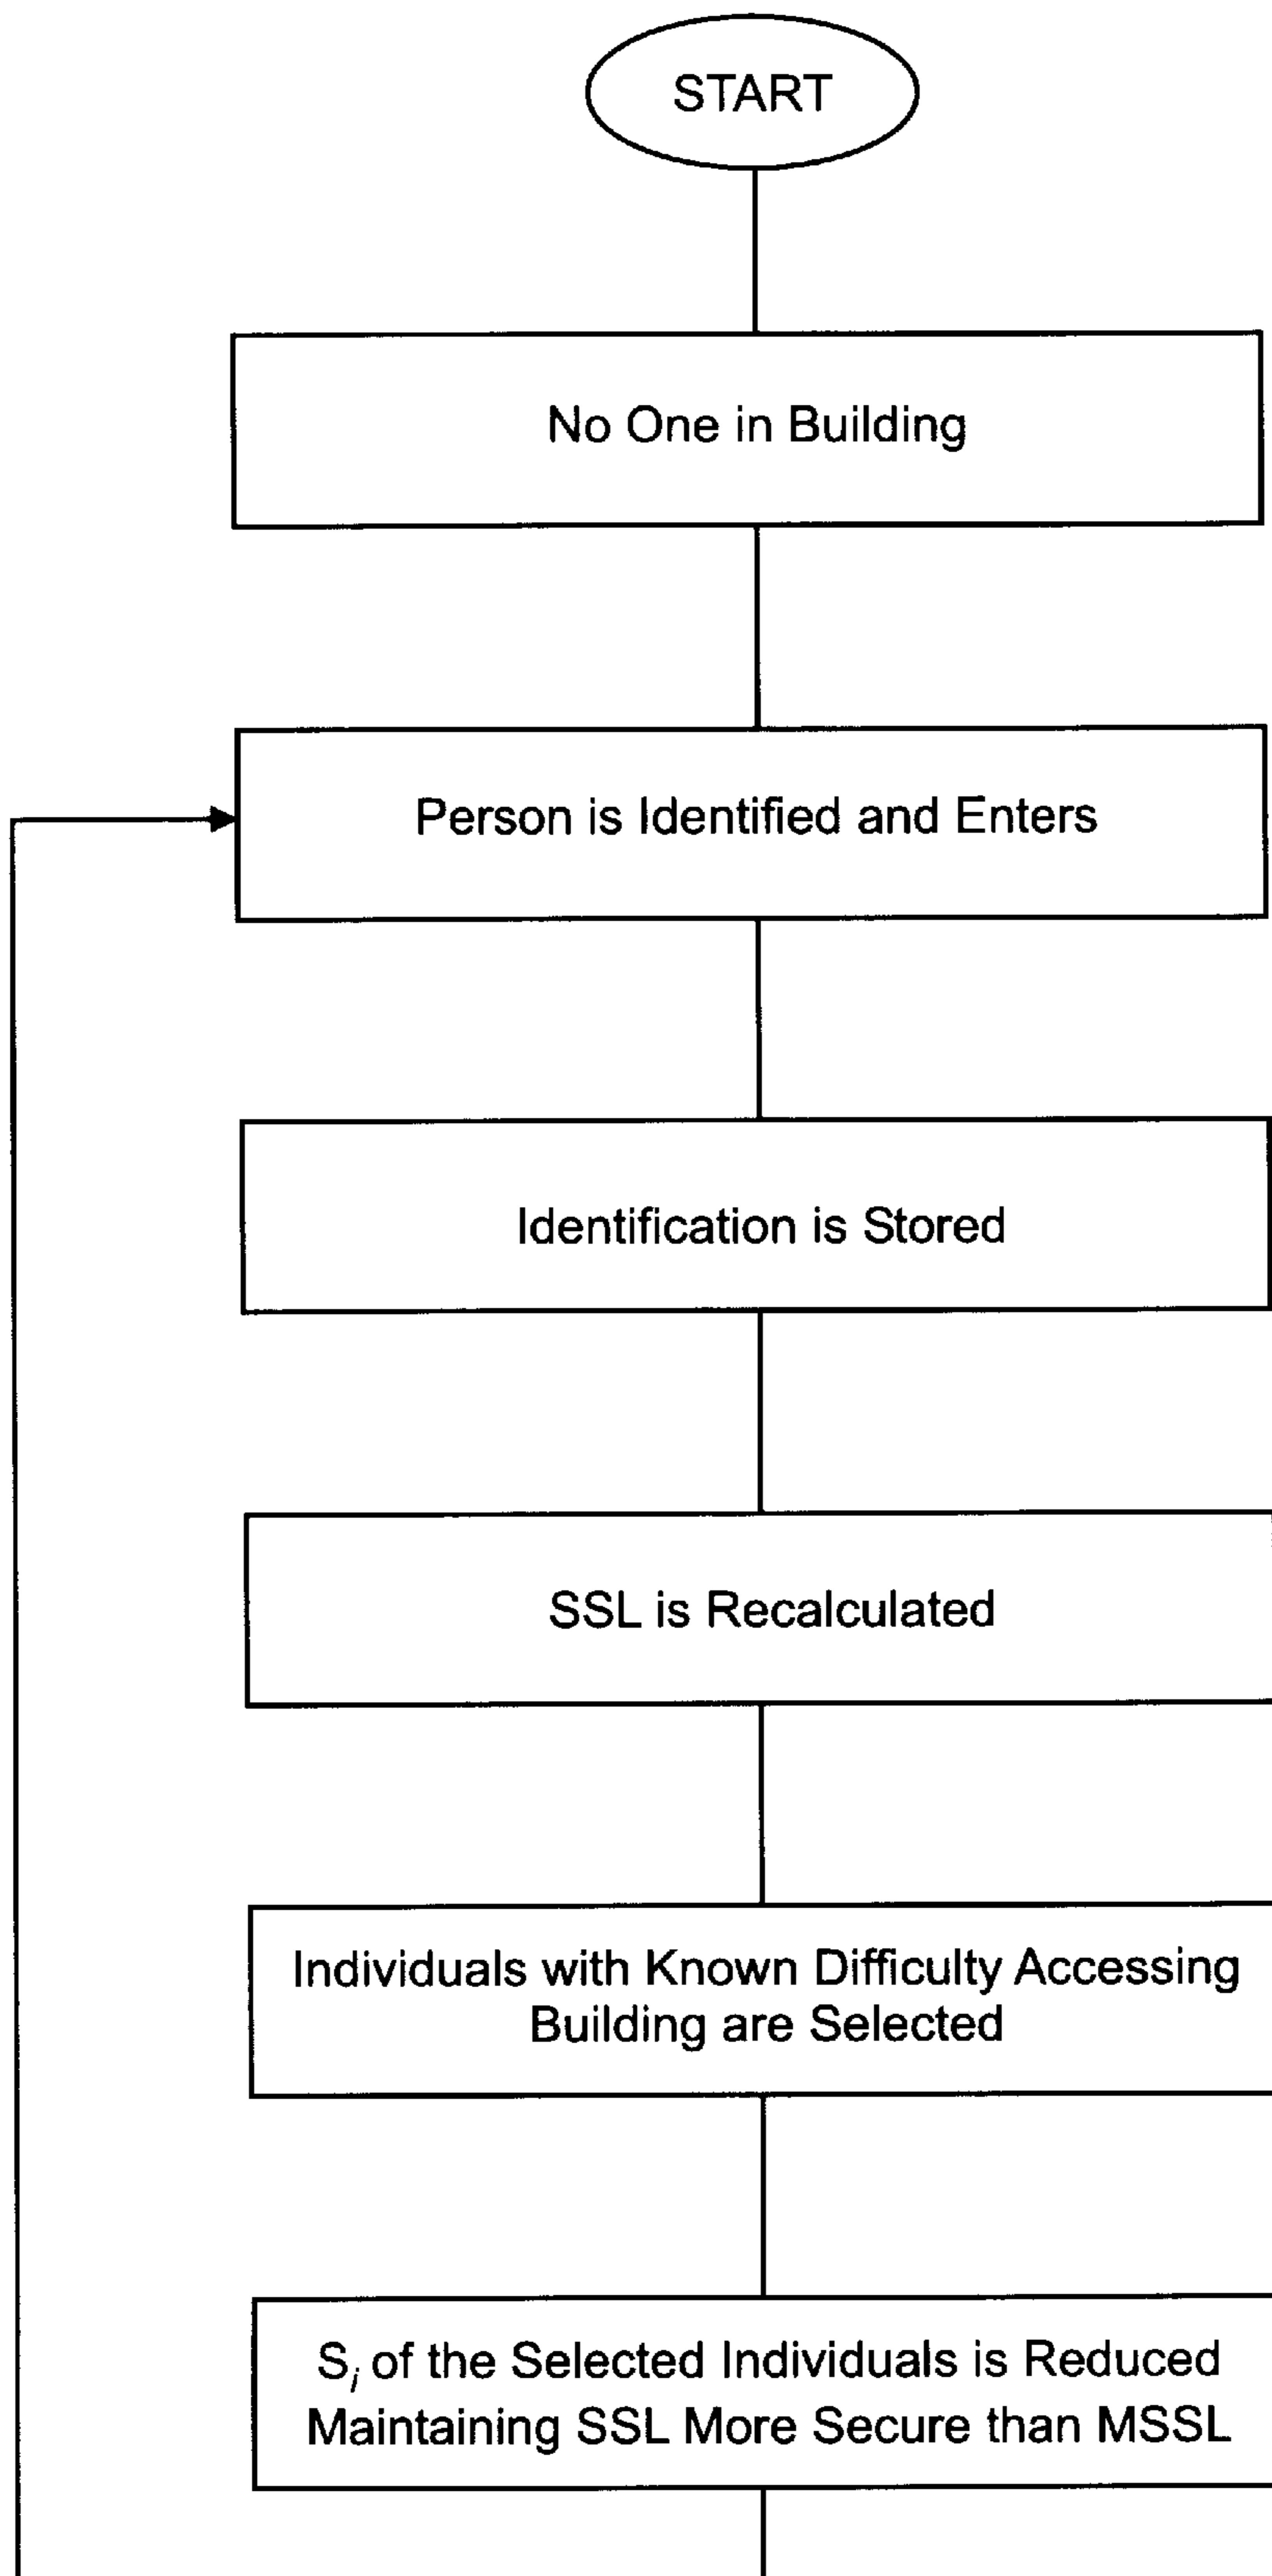 START
No One in Building
Person is Identified and Enters
Identification is Stored
SSL is Recalculated
Individuals with Known Difficulty Accessing
Building are Selected
Si of the Selected Individuals is Reduced
Maintaining SSL More Secure than MSSL